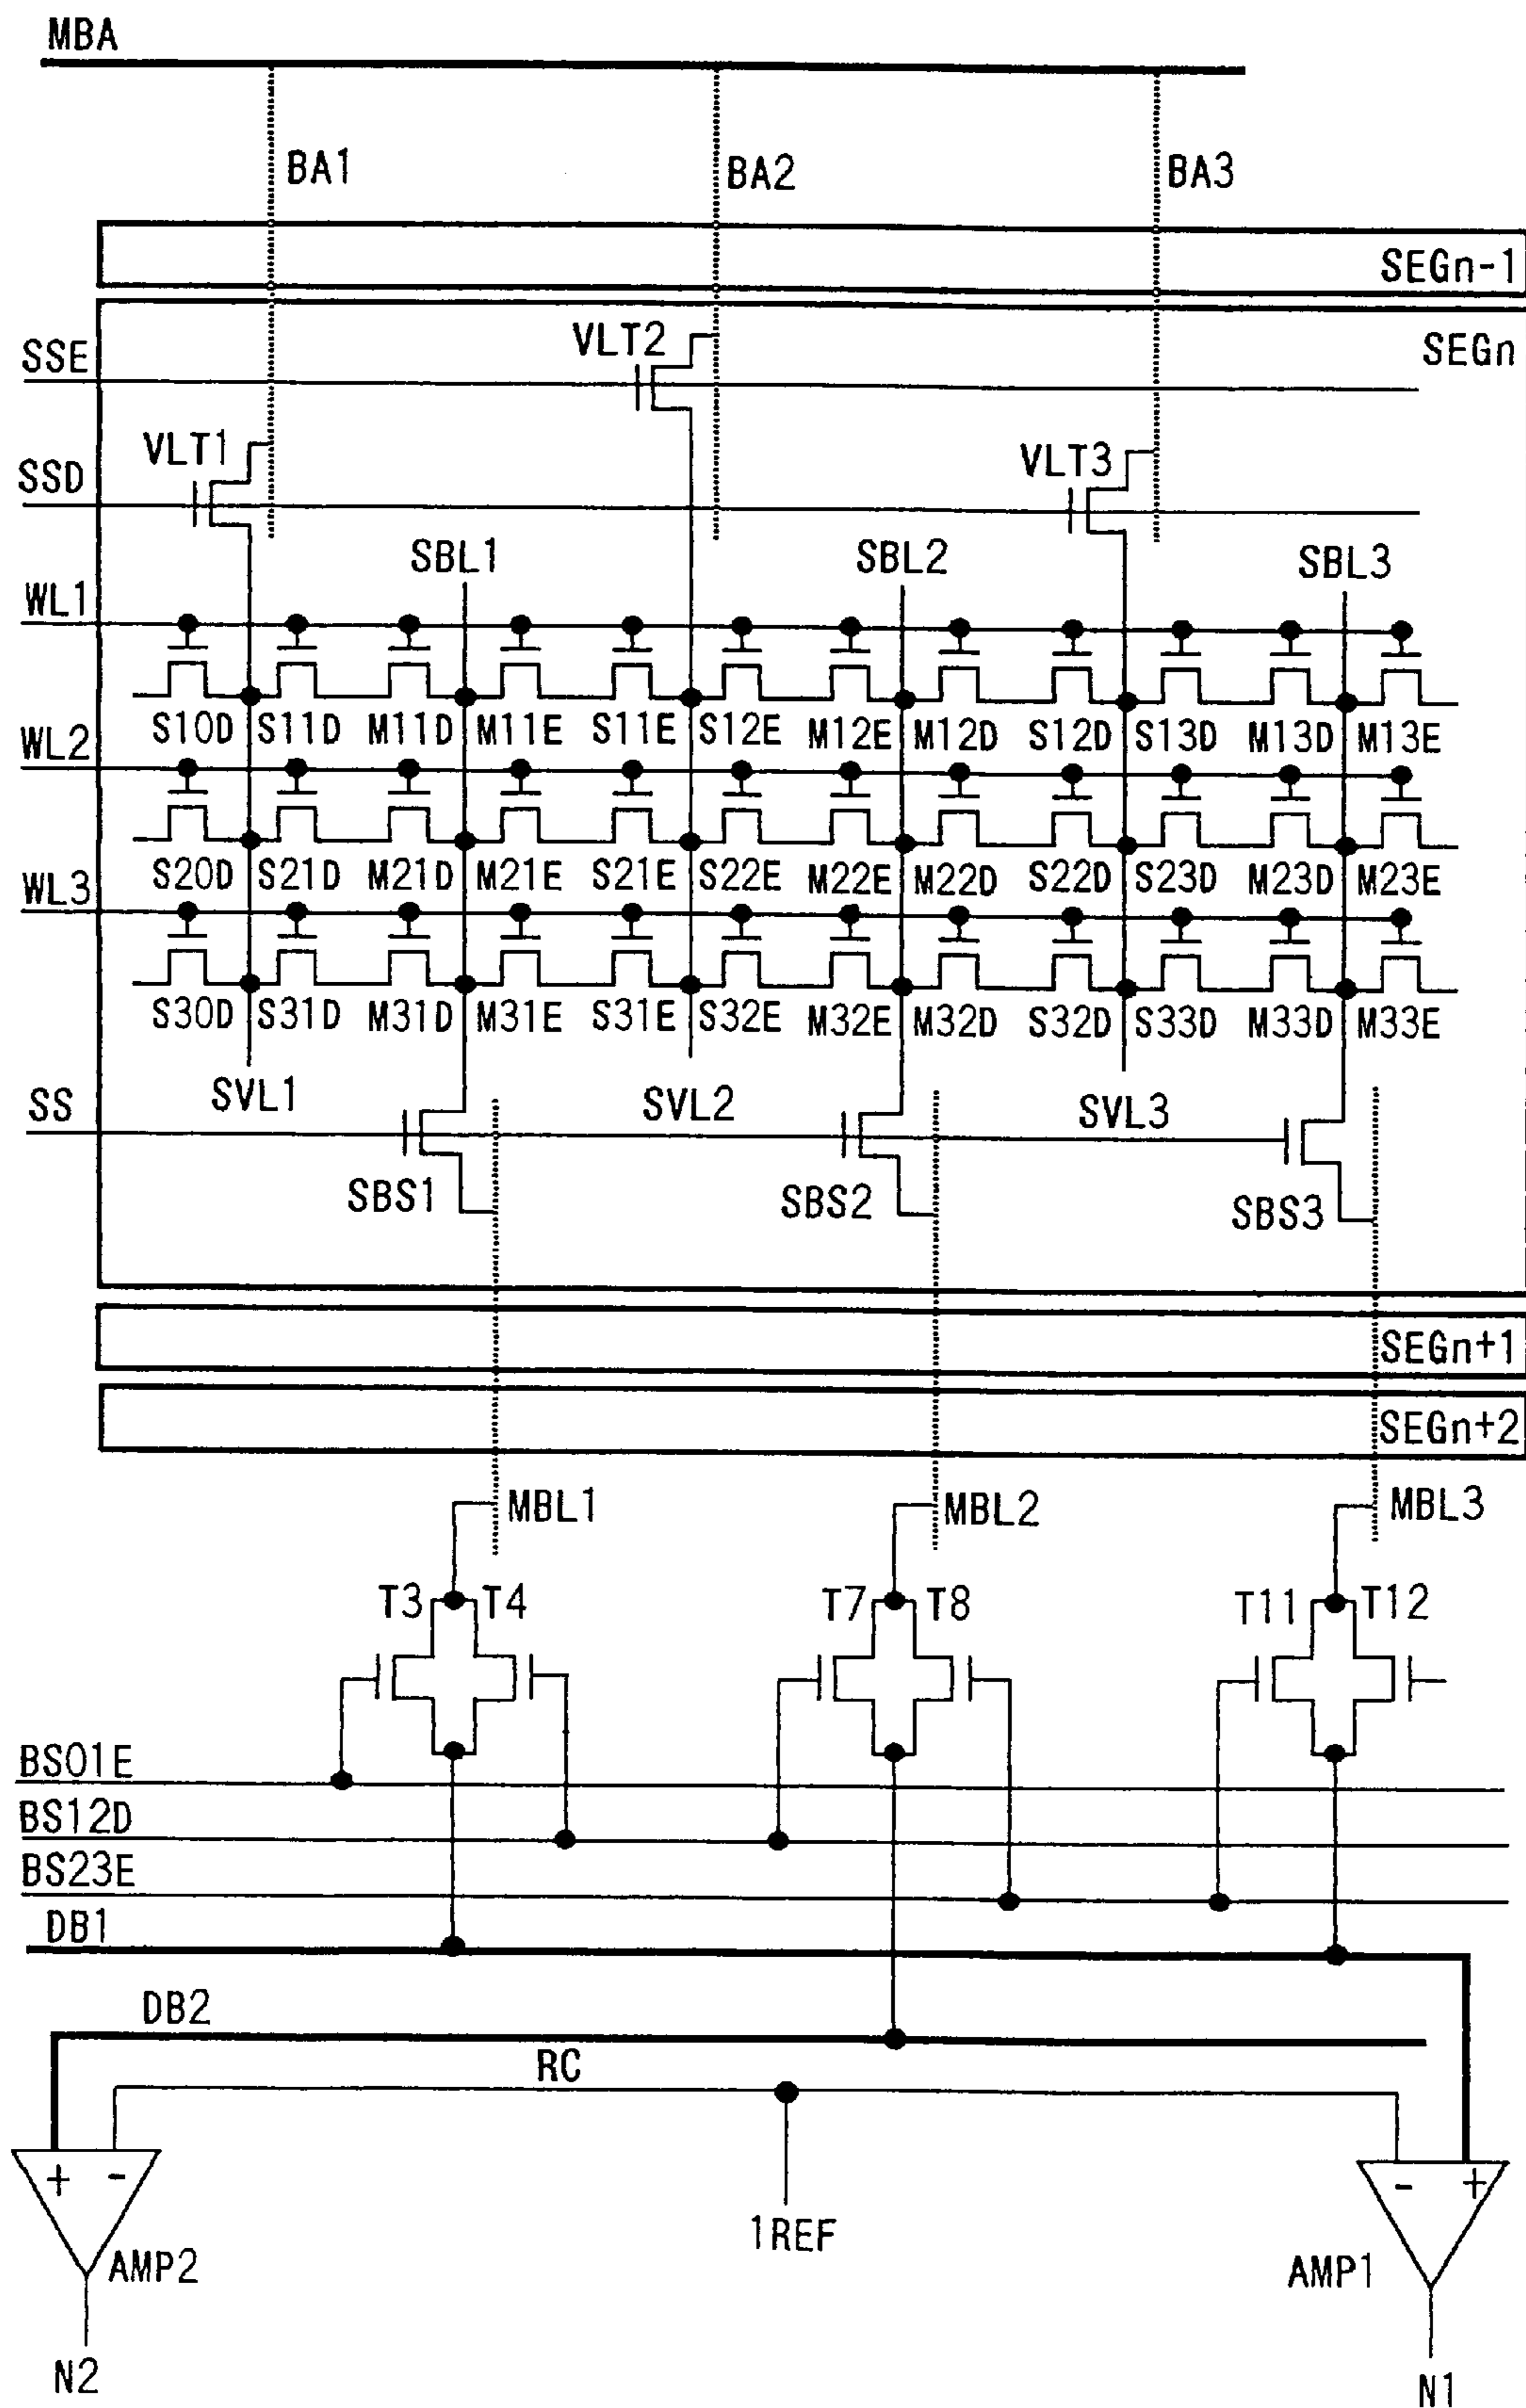 MBA
BA1 BA2 BA3
SEGn-1
SEGn
VLT2
SSE
VLT1 VLT3
SSD
SBL1 SBL2 SBL3
WL1
S10D S11D M11D M11E S11E S12E M12E M12D S12D S13D M13D M13E
WL2
S20D S21D M21D M21E S21E S22E M22E M22D S22D S23D M23D M23E
WL3
S30D S31D M31D M31E S31E S32E M32E M32D S32D S33D M33D M33E
SVL1 SVL2 SVL3
SS
SBS1 SBS2 SBS3
SEGn+1
SEGn+2
MBL1 MBL2 MBL3
T3 T4 T7 T8 T11 T12
BS01E
BS12D
BS23E
DB1
DB2
RC
+ - - +
1REF
AMP2 AMP1
N2 N1